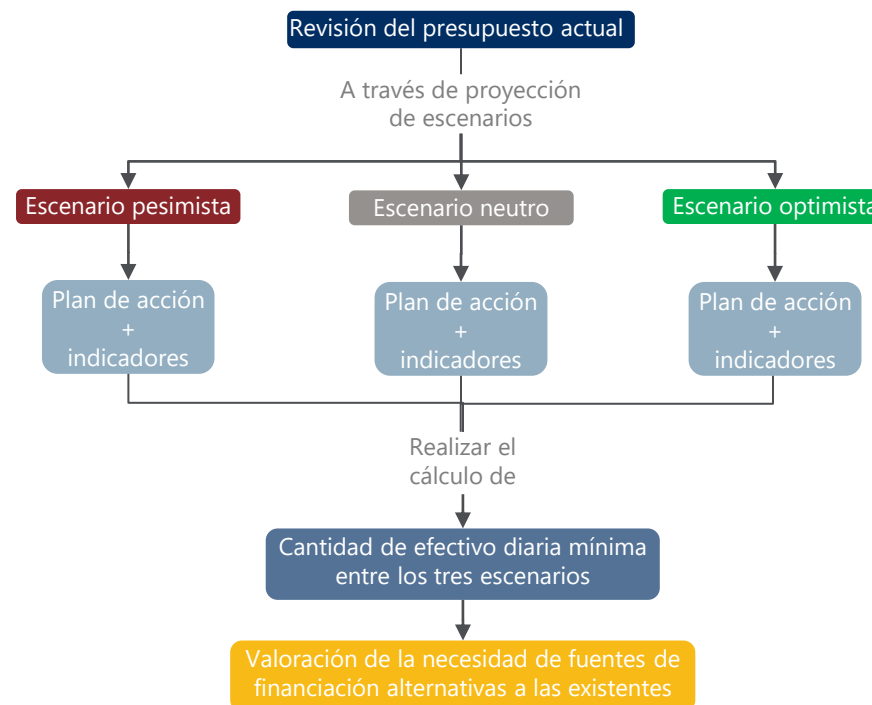 Revisión del presupuesto actual
A través de proyección
de escenarios
Escenario pesimista
Escenario neutro
Escenario optimista
Plan de acción
+
indicadores
Plan de acción
+
indicadores
Plan de acción
+
indicadores
Realizar el
cálculo de
Cantidad de efectivo diaria mínima
entre los tres escenarios
Valoración de la necesidad de fuentes de
financiación alternativas a las existentes